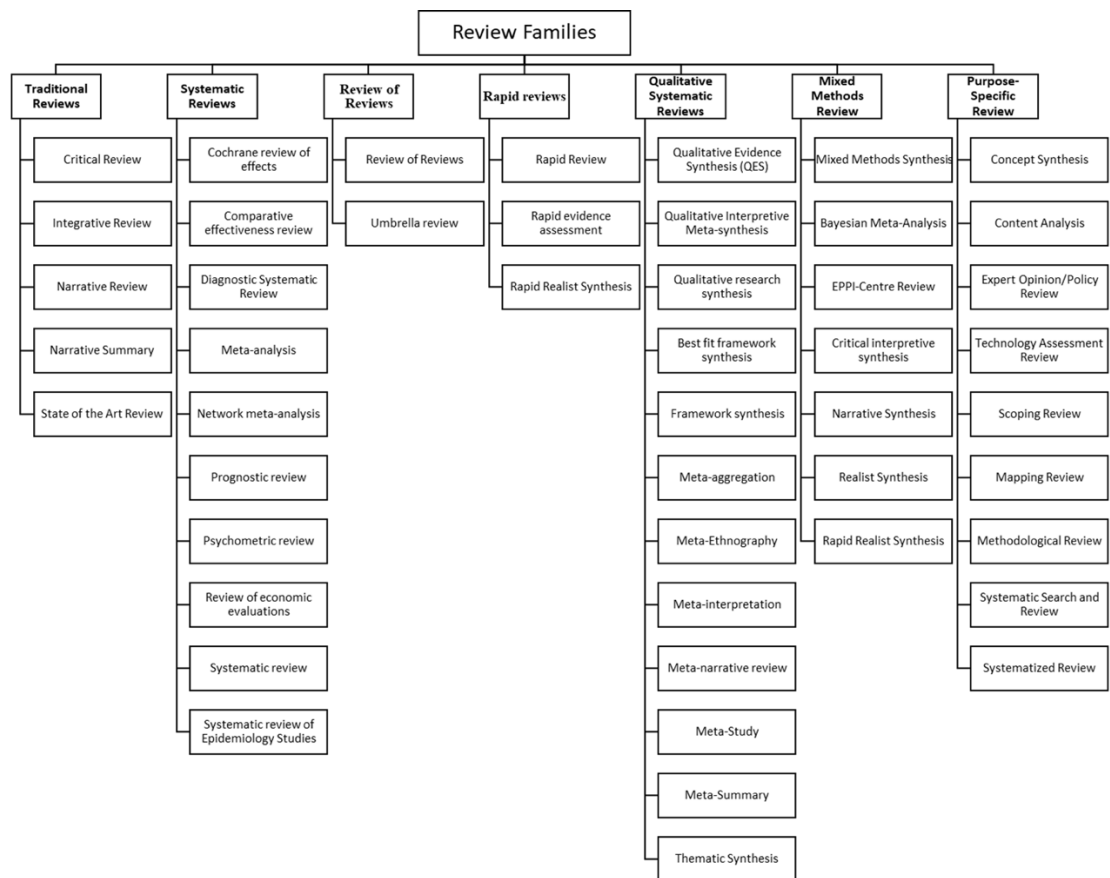 Review Families
Traditional
Reviews
Critical Review
Integrative Review
Narrative Review
Narrative Summary
State of the Art Review
Systematic
Reviews
Cochrane review of
effects
Comparative
effectiveness review
Diagnostic Systematic
Review
Meta-analysis
Network meta-analysis
Prognostic review
Psychometric review
Review of economic
evaluations
Systematic review
Systematic review of
Epidemiology Studies
Review of
Reviews
Review of Reviews
Umbrella review
Rapid reviews
Rapid Review
Rapid evidence
assessment
Rapid Realist Synthesis
Qualitative
Systematic
Reviews
Qualitative Evidence
Synthesis (QES)
Qualitative Interpretive
Meta-synthesis
Qualitative research
synthesis
Best fit framework
synthesis
Framework synthesis
Meta-aggregation
Meta-Ethnography
Meta-interpretation
Meta-narrative review
Meta-Study
Meta-Summary
Thematic Synthesis
Mixed
Methods
Review
Mixed Methods Synthesis
Bayesian Meta-Analysis
EPPI-Centre Review
Critical interpretive
synthesis
Narrative Synthesis
Realist Synthesis
Rapid Realist Synthesis
Purpose-
Specific
Review
Concept Synthesis
Content Analysis
Expert Opinion/Policy
Review
Technology Assessment
Review
Scoping Review
Mapping Review
Methodological Review
Systematic Search and
Review
Systematized Review